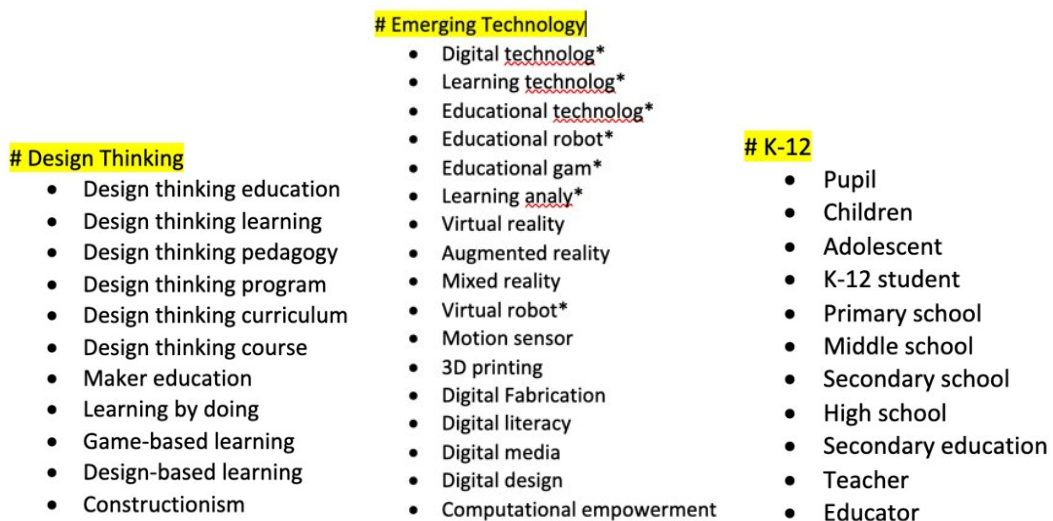 # Design Thinking
• Design thinking education
• Design thinking learning
• Design thinking pedagogy
• Design thinking program
• Design thinking curriculum
• Design thinking course
• Maker education
• Learning by doing
• Game-based learning
• Design-based learning
• Constructionism
# Emerging Technology
• Digital technolog*
• Learning technolog*
• Educational technolog*
• Educational robot*
• Educational gam*
• Learning analy*
• Virtual reality
• Augmented reality
• Mixed reality
• Virtual robot*
• Motion sensor
• 3D printing
• Digital Fabrication
• Digital literacy
• Digital media
• Digital design
• Computational empowerment
# K-12
• Pupil
• Children
• Adolescent
• K-12 student
• Primary school
• Middle school
• Secondary school
• High school
• Secondary education
• Teacher
• Educator